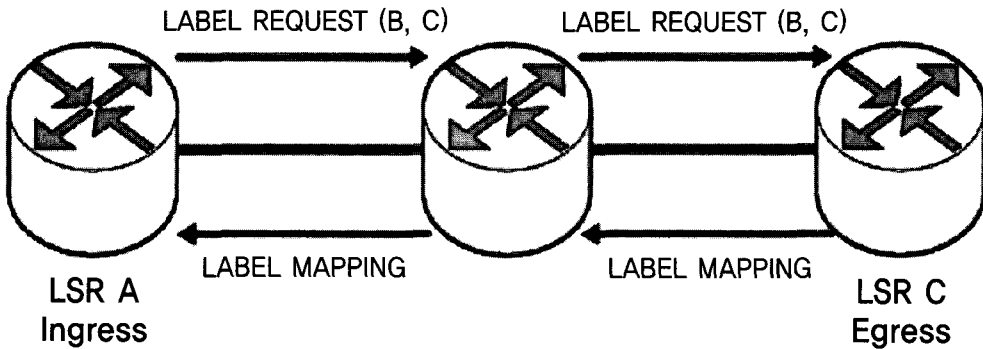 LABEL REQUEST (B, C)
LABEL REQUEST (B, C)
LABEL MAPPING
LABEL MAPPING
LSR A
Ingress
LSR C
Egress